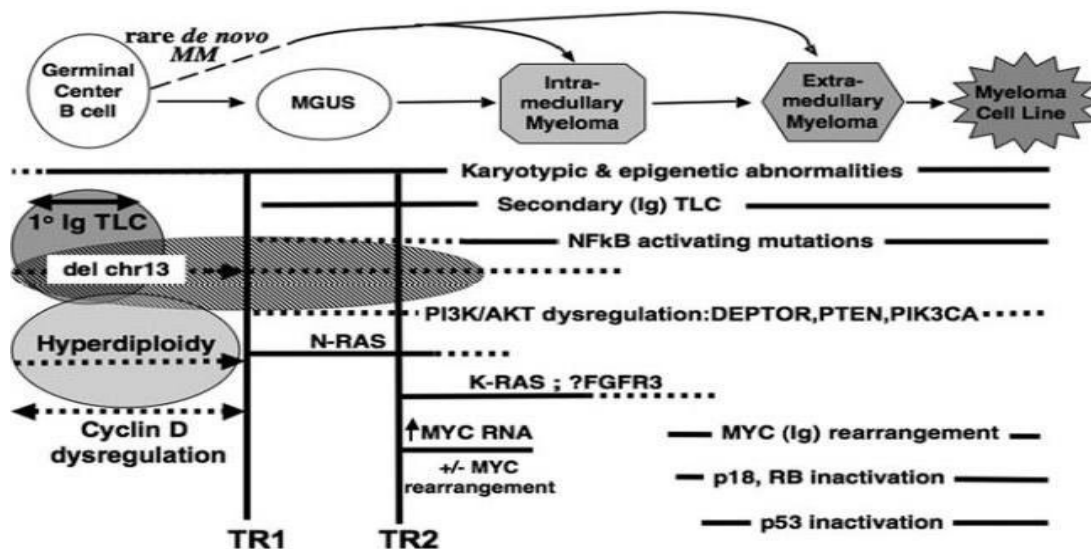 rare de novo
MM
Germinal
Center
B cell
MGUS
Intra-
medullary
Myeloma
Extra-
medullary
Myeloma
Myeloma
Cell Line
Karyotypic & epigenetic abnormalities
Secondary (Ig) TLC
1° Ig TLC
NFkB activating mutations
del chr13
PI3K/AKT dysregulation:DEPTOR,PTEN,PIK3CA
Hyperdiploidy
N-RAS
K-RAS ; ?FGFR3
Cyclin D
dysregulation
MYC RNA
+/- MYC
rearrangement
MYC (Ig) rearrangement
p18, RB inactivation
p53 inactivation
TR1
TR2